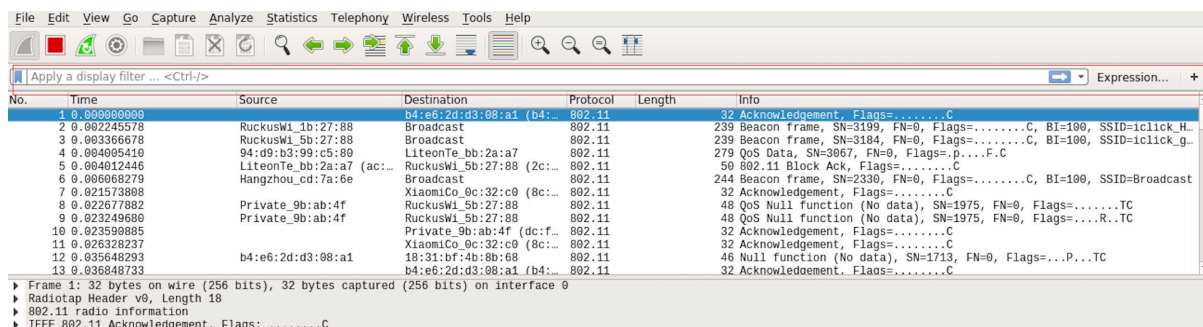 File Edit View Go Capture Analyze Statistics Telephony Wireless Tools Help
Apply a display filter ... <Ctrl-/> Expression... +
No. Time Source Destination Protocol Length Info
1 0.000000000 b4:e6:2d:d3:08:a1 (b4:… 802.11 32 Acknowledgement, Flags=........C
2 0.002245578 RuckusWi_1b:27:88 Broadcast 802.11 239 Beacon frame, SN=3199, FN=0, Flags=........C, BI=100, SSID=iclick_H…
3 0.003366678 RuckusWi_5b:27:88 Broadcast 802.11 239 Beacon frame, SN=3184, FN=0, Flags=........C, BI=100, SSID=iclick_g…
4 0.004005410 94:d9:b3:99:c5:80 LiteonTe_bb:2a:a7 802.11 279 QoS Data, SN=3067, FN=0, Flags=.p....F.C
5 0.004012446 LiteonTe_bb:2a:a7 (ac:… RuckusWi_5b:27:88 (2c:… 802.11 50 802.11 Block Ack, Flags=........C
6 0.006068279 Hangzhou_cd:7a:6e Broadcast 802.11 244 Beacon frame, SN=2330, FN=0, Flags=........C, BI=100, SSID=Broadcast
7 0.021573808 XiaomiCo_0c:32:c0 (8c:… 802.11 32 Acknowledgement, Flags=........C
8 0.022677882 Private_9b:ab:4f RuckusWi_5b:27:88 802.11 48 QoS Null function (No data), SN=1975, FN=0, Flags=.......TC
9 0.023249680 Private_9b:ab:4f RuckusWi_5b:27:88 802.11 48 QoS Null function (No data), SN=1975, FN=0, Flags=....R..TC
10 0.023590885 Private_9b:ab:4f (dc:f… 802.11 32 Acknowledgement, Flags=........C
11 0.026328237 XiaomiCo_0c:32:c0 (8c:… 802.11 32 Acknowledgement, Flags=........C
12 0.035648293 b4:e6:2d:d3:08:a1 18:31:bf:4b:8b:68 802.11 46 Null function (No data), SN=1713, FN=0, Flags=...P...TC
13 0.036848733 b4:e6:2d:d3:08:a1 (b4:… 802.11 32 Acknowledgement, Flags=........C
Frame 1: 32 bytes on wire (256 bits), 32 bytes captured (256 bits) on interface 0
Radiotap Header v0, Length 18
802.11 radio information
IEEE 802.11 Acknowledgement, Flags: ........C